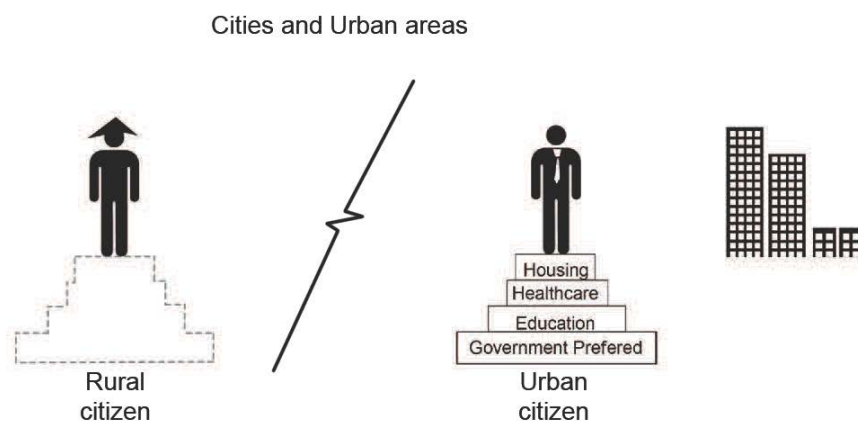 Cities and Urban areas
Housing
Healthcare
Education
Government Prefered
Rural
citizen
Urban
citizen